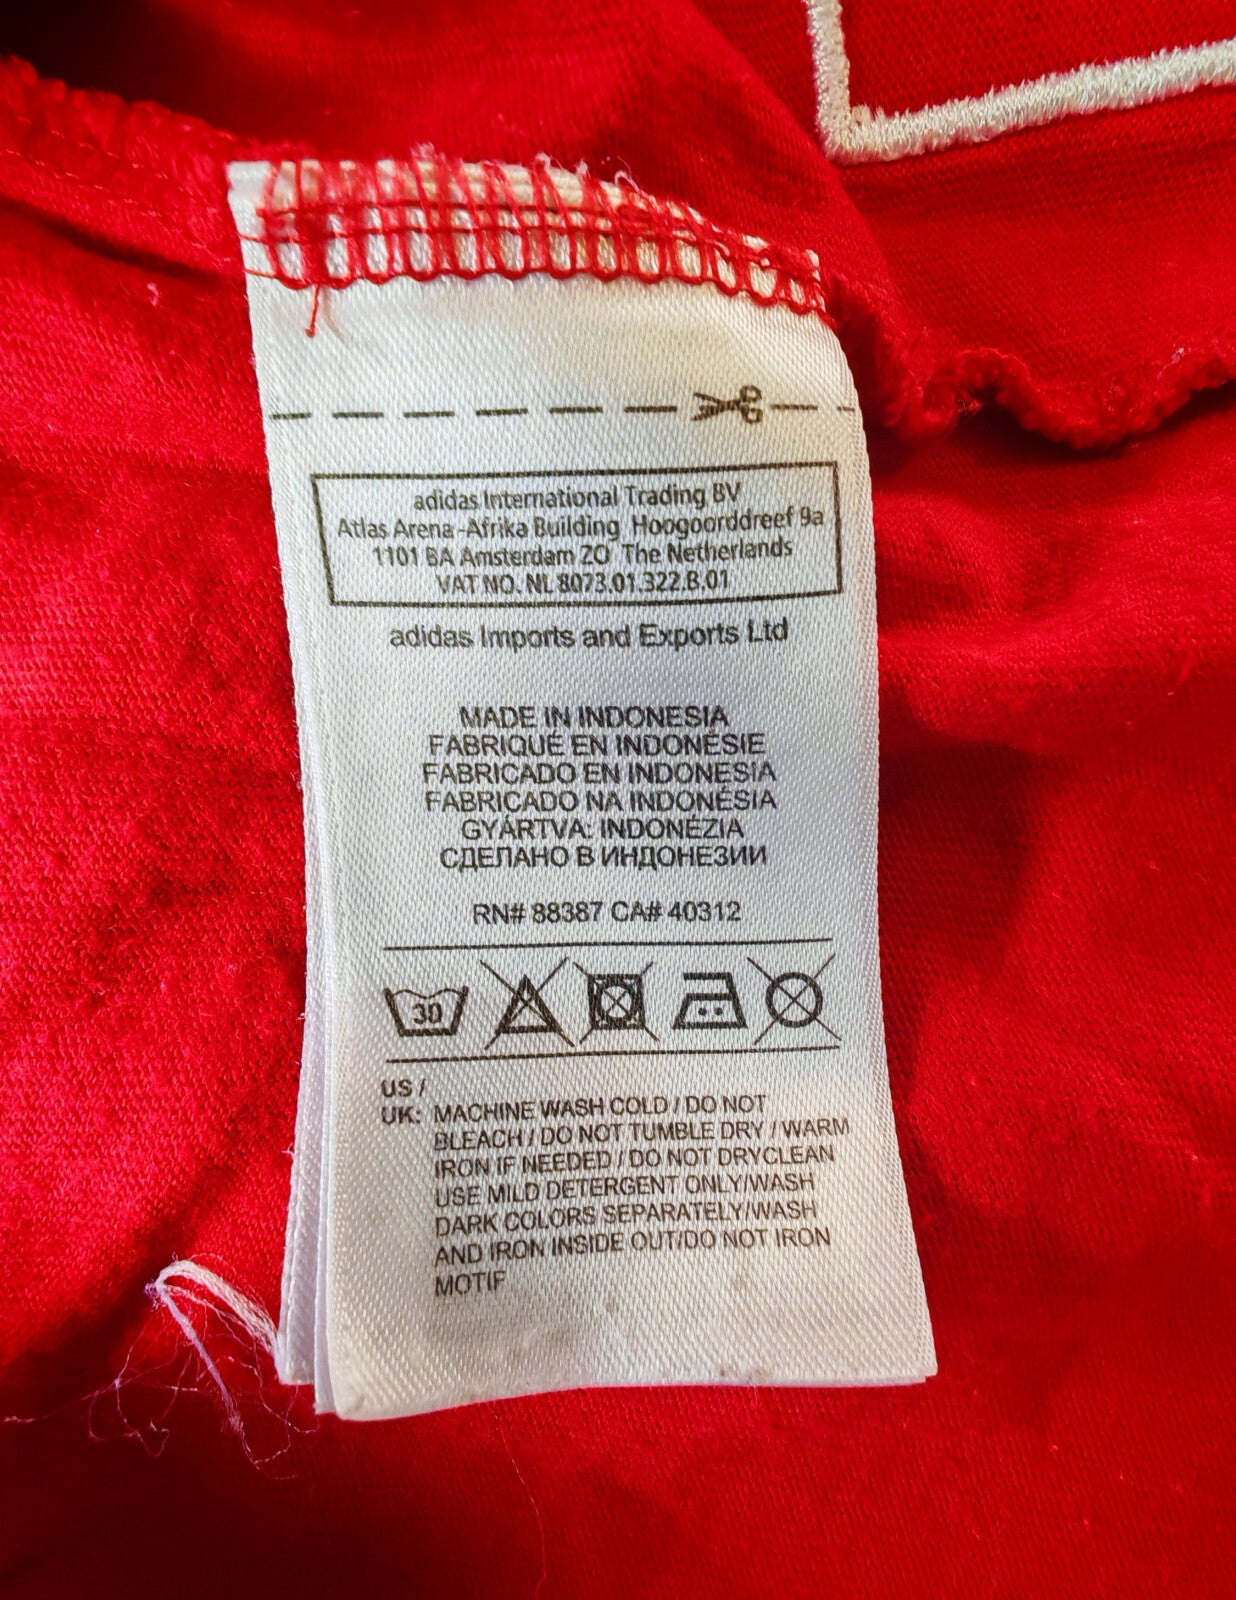 adidas International Trading BV
Atlas Arena-Afrika Building Hoogoorddreef 9a
1101 BA Amsterdam ZO The Netherlands
VAT NO. NL 8073.01.322.B.01
adidas Imports and Exports Ltd
MADE IN INDONESIA
FABRIQUÉ EN INDONÉSIE
FABRICADO EN INDONESIA
FABRICADO NA INDONÉSIA
GYÁRTVA: INDONÉZIA
СДЕЛАНО В ИНДОНЕЗИИ
RN# 88387 CA# 40312
30
US /
UK: MACHINE WASH COLD / DO NOT
BLEACH / DO NOT TUMBLE DRY / WARM
IRON IF NEEDED / DO NOT DRYCLEAN
USE MILD DETERGENT ONLY/WASH
DARK COLORS SEPARATELY/WASH
AND IRON INSIDE OUT/DO NOT IRON
MOTIF